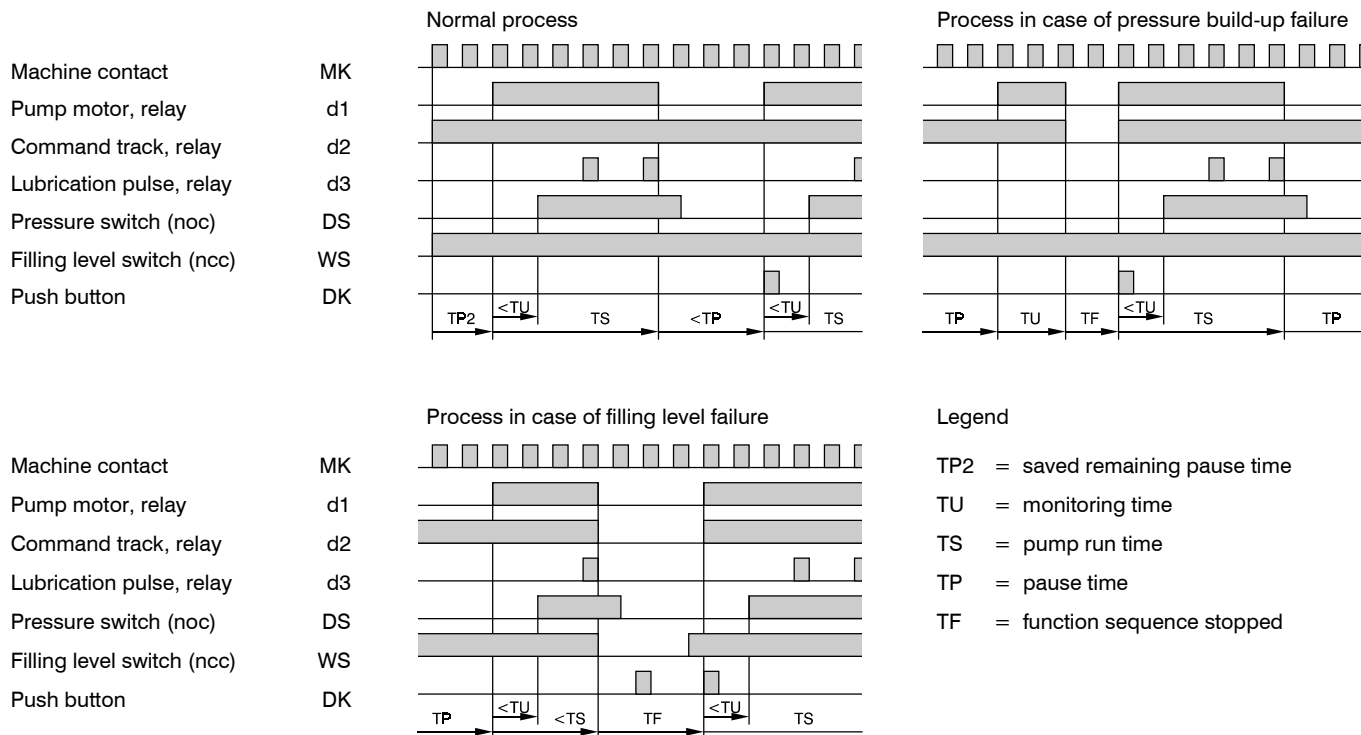 Normal process
Process in case of pressure build-up failure
Machine contact MK
Pump motor, relay d1
Command track, relay d2
Lubrication pulse, relay d3
Pressure switch (noc) DS
Filling level switch (ncc) WS
Push button DK
TP2 <TU TS <TP <TU TS
TP TU TF <TU TS TP
Process in case of filling level failure
Machine contact MK
Pump motor, relay d1
Command track, relay d2
Lubrication pulse, relay d3
Pressure switch (noc) DS
Filling level switch (ncc) WS
Push button DK
TP <TU <TS TF <TU TS
Legend
TP2 = saved remaining pause time
TU = monitoring time
TS = pump run time
TP = pause time
TF = function sequence stopped